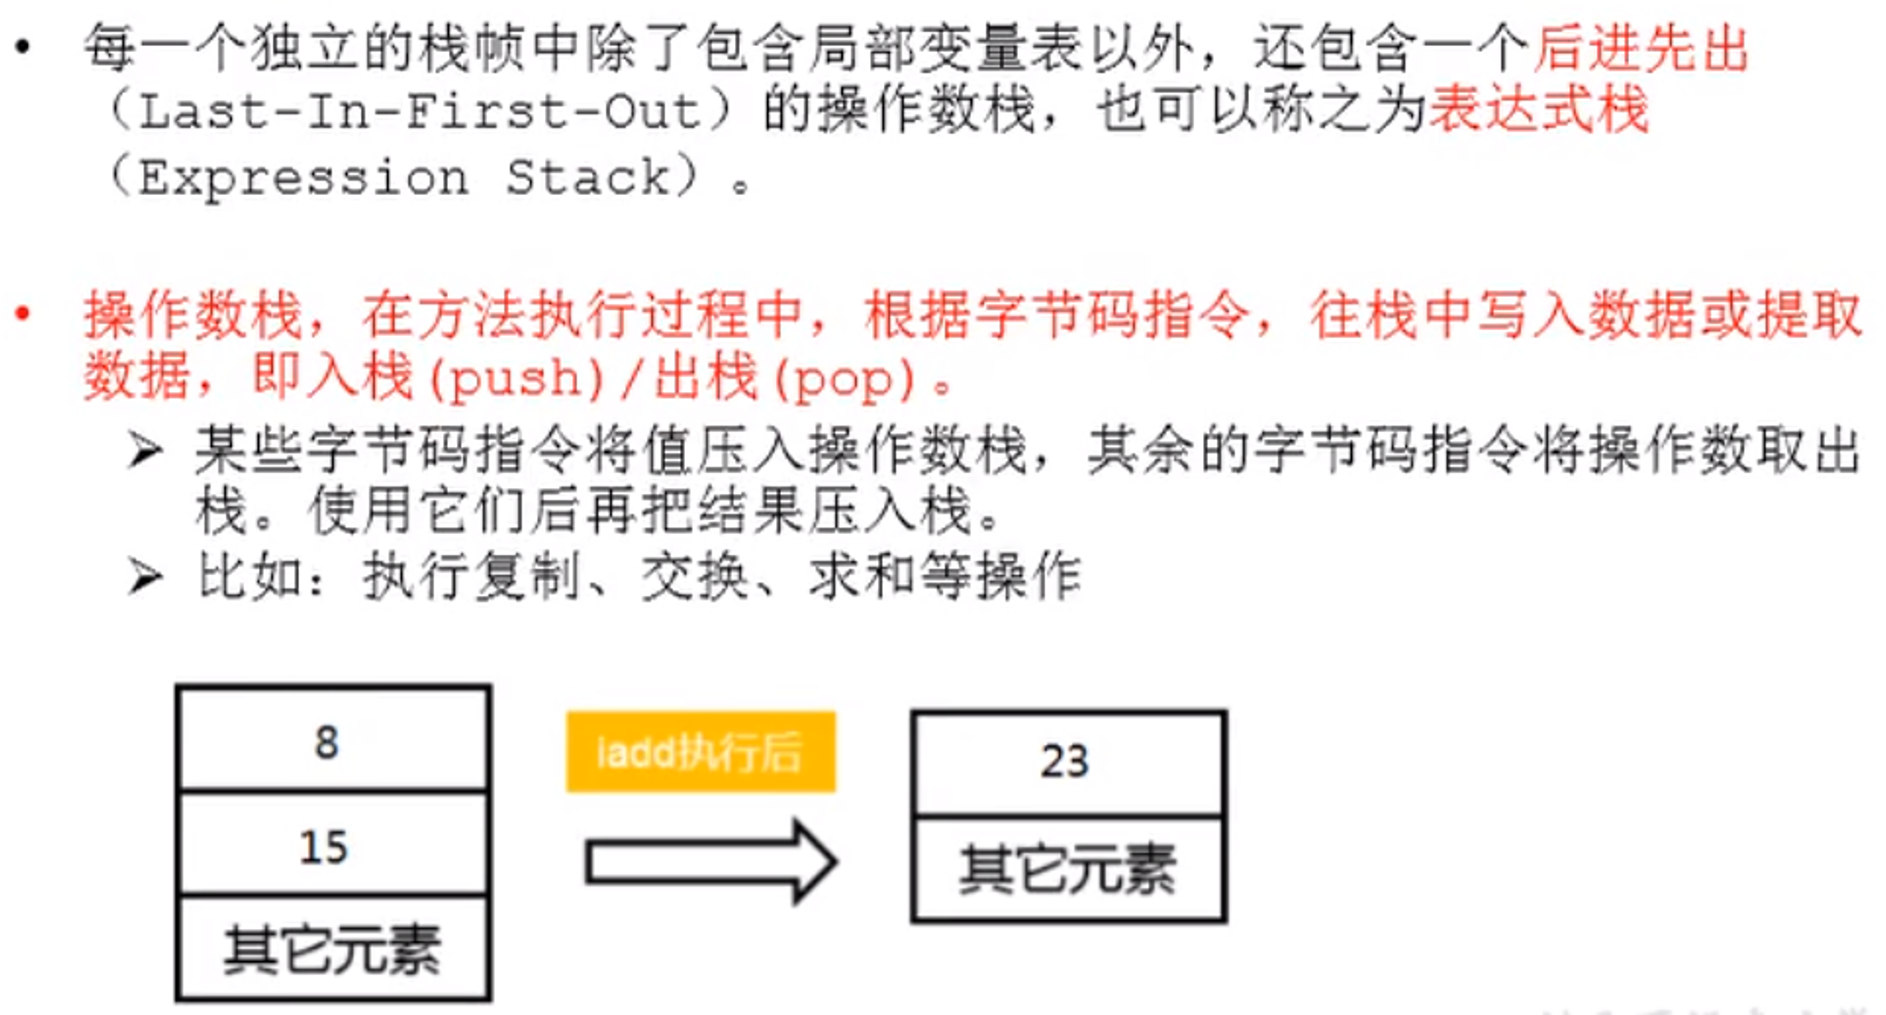 • 每一个独立的栈帧中除了包含局部变量表以外，还包含一个后进先出
（Last-In-First-Out）的操作数栈，也可以称之为表达式栈
（Expression Stack）。
• 操作数栈，在方法执行过程中，根据字节码指令，往栈中写入数据或提取
数据，即入栈(push)/出栈(pop)。
➢ 某些字节码指令将值压入操作数栈，其余的字节码指令将操作数取出
栈。使用它们后再把结果压入栈。
➢ 比如：执行复制、交换、求和等操作
8
15
其它元素
iadd执行后
23
其它元素